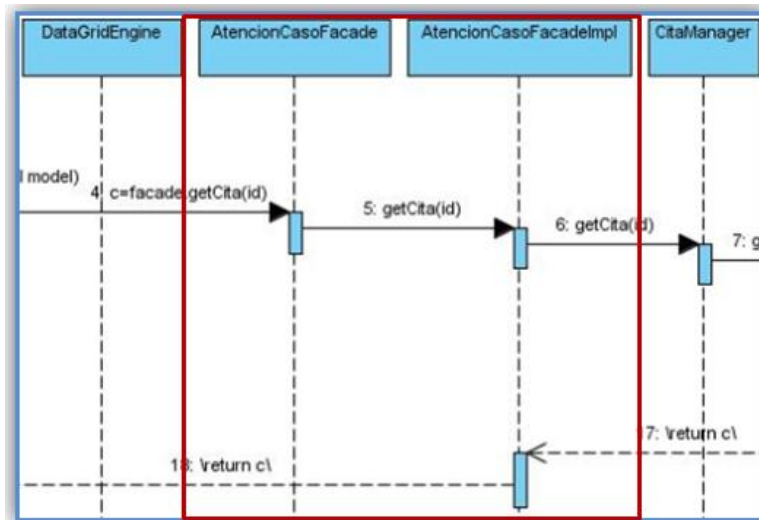 DataGridEngine
AtencionCasoFacade
AtencionCasoFacadeImpl
CitaManager
l model)
4 c=facade.getCita(id)
5: getCita(id)
6: getCita(id)
7: g
17: \return c\
18: \return c\